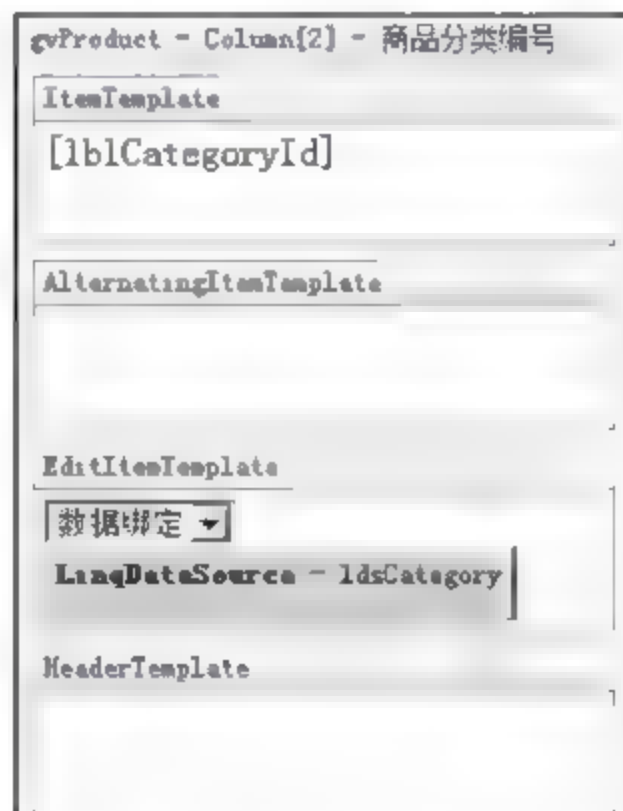 gvProduct - Column[2] - 商品分类编号
ItemTemplate
[lblCategoryId]
AlternatingItemTemplate
EditItemTemplate
数据绑定
LinqDataSource - ldsCategory
HeaderTemplate